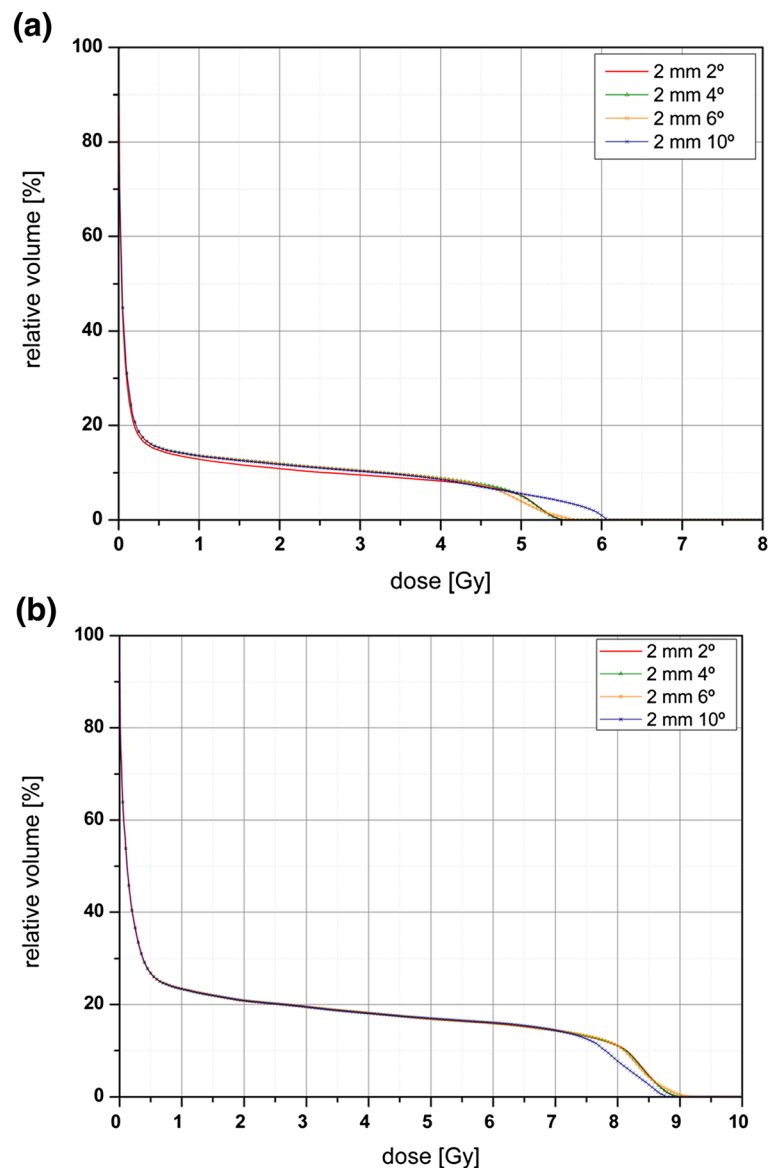 (a)
100
80
60
40
20
0
relative volume [%]
2 mm 2º
2 mm 4º
2 mm 6º
2 mm 10º
0 1 2 3 4 5 6 7 8
dose [Gy]
(b)
100
80
60
40
20
0
relative volume [%]
2 mm 2º
2 mm 4º
2 mm 6º
2 mm 10º
0 1 2 3 4 5 6 7 8 9 10
dose [Gy]